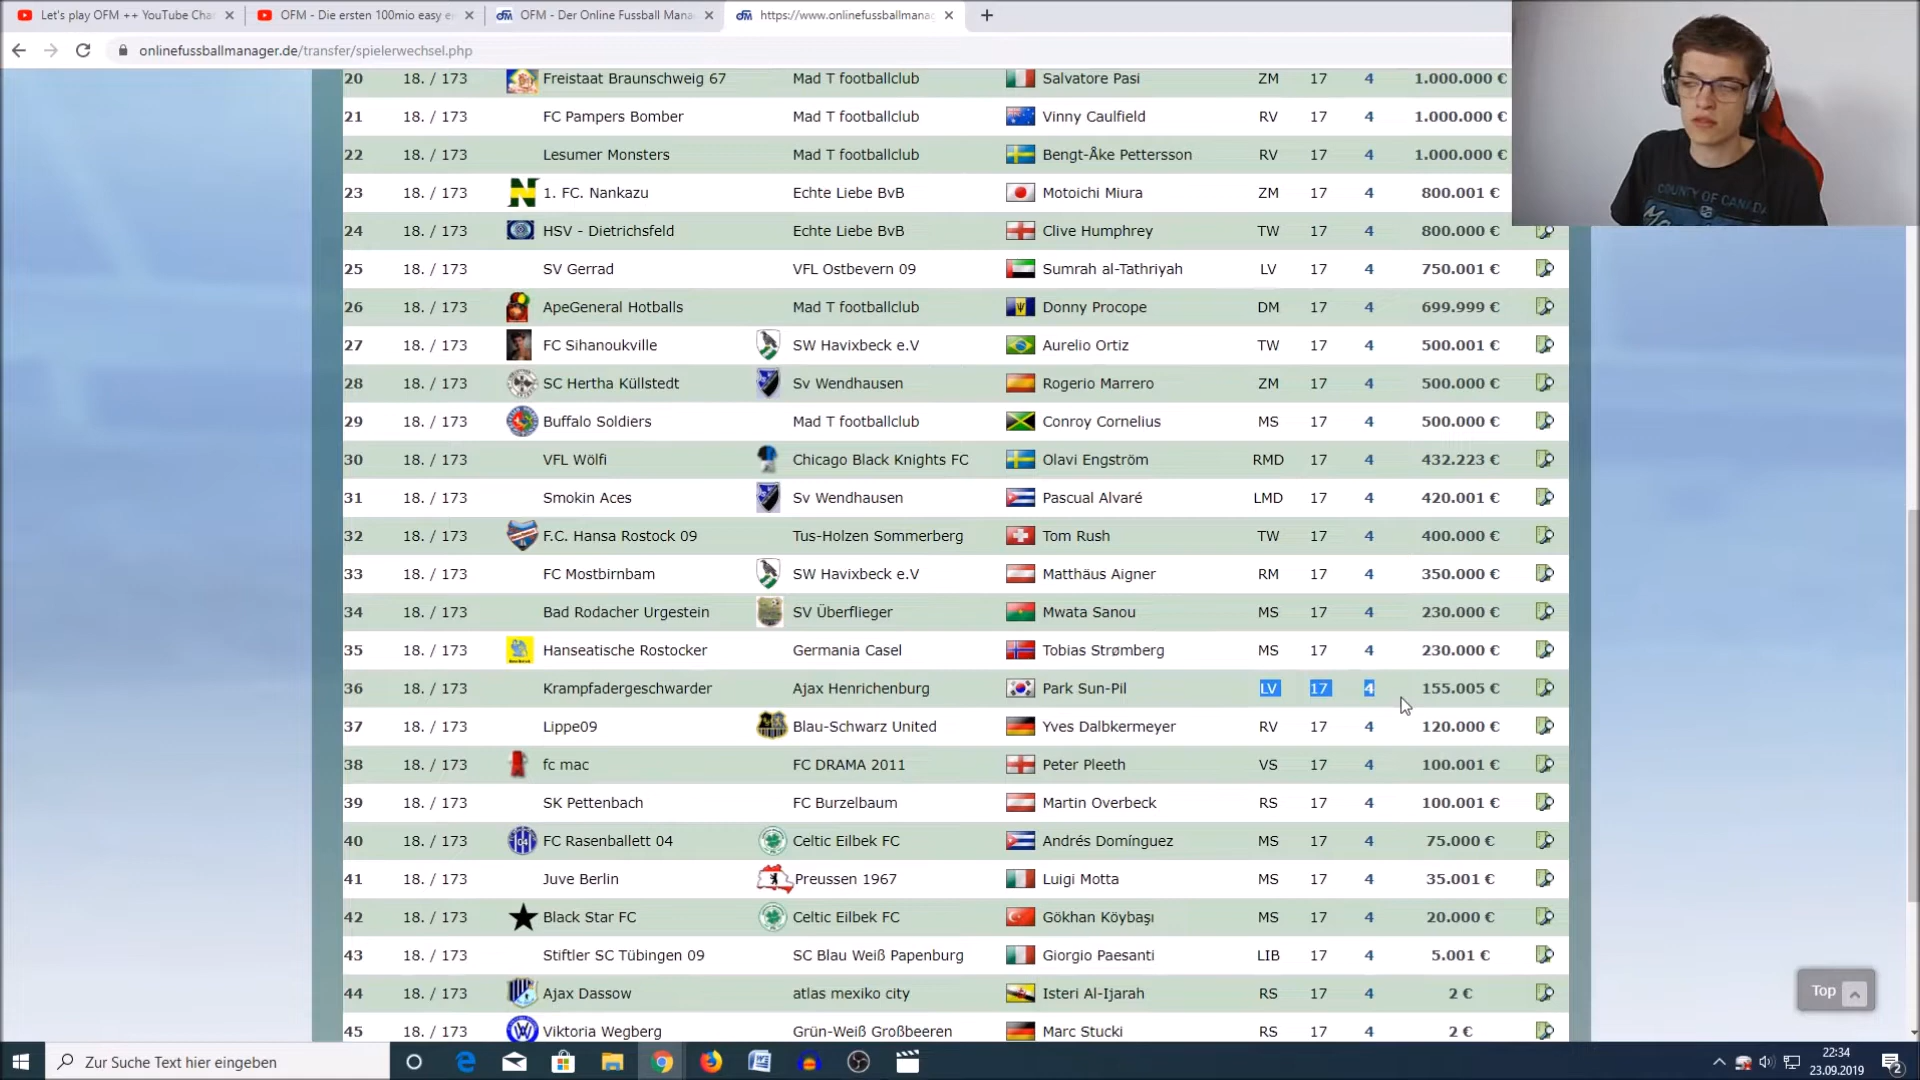 Let's play OFM ++ YouTube Cha
OFM - Die ersten 100mio easy e
OFM - Der Online Fussball Mana
https://www.onlinefussballmanag
onlinefussballmanager.de/transfer/spielerwechsel.php
COUNTY OF CANADA
20 18. / 173 Freistaat Braunschweig 67 Mad T footballclub Salvatore Pasi ZM 17 4 1.000.000 €
21 18. / 173 FC Pampers Bomber Mad T footballclub Vinny Caulfield RV 17 4 1.000.000 €
22 18. / 173 Lesumer Monsters Mad T footballclub Bengt-Åke Pettersson RV 17 4 1.000.000 €
23 18. / 173 1. FC. Nankazu Echte Liebe BvB Motoichi Miura ZM 17 4 800.001 €
24 18. / 173 HSV - Dietrichsfeld Echte Liebe BvB Clive Humphrey TW 17 4 800.000 €
25 18. / 173 SV Gerrad VFL Ostbevern 09 Sumrah al-Tathriyah LV 17 4 750.001 €
26 18. / 173 ApeGeneral Hotballs Mad T footballclub Donny Procope DM 17 4 699.999 €
27 18. / 173 FC Sihanoukville SW Havixbeck e.V Aurelio Ortiz TW 17 4 500.001 €
28 18. / 173 SC Hertha Küllstedt Sv Wendhausen Rogerio Marrero ZM 17 4 500.000 €
29 18. / 173 Buffalo Soldiers Mad T footballclub Conroy Cornelius MS 17 4 500.000 €
30 18. / 173 VFL Wölfi Chicago Black Knights FC Olavi Engström RMD 17 4 432.223 €
31 18. / 173 Smokin Aces Sv Wendhausen Pascual Alvaré LMD 17 4 420.001 €
32 18. / 173 F.C. Hansa Rostock 09 Tus-Holzen Sommerberg Tom Rush TW 17 4 400.000 €
33 18. / 173 FC Mostbirnbam SW Havixbeck e.V Matthäus Aigner RM 17 4 350.000 €
34 18. / 173 Bad Rodacher Urgestein SV Überflieger Mwata Sanou MS 17 4 230.000 €
35 18. / 173 Hanseatische Rostocker Germania Casel Tobias Strømberg MS 17 4 230.000 €
36 18. / 173 Krampfadergeschwarder Ajax Henrichenburg Park Sun-Pil LV 17 4 155.005 €
37 18. / 173 Lippe09 Blau-Schwarz United Yves Dalbkermeyer RV 17 4 120.000 €
38 18. / 173 fc mac FC DRAMA 2011 Peter Pleeth VS 17 4 100.001 €
39 18. / 173 SK Pettenbach FC Burzelbaum Martin Overbeck RS 17 4 100.001 €
40 18. / 173 FC Rasenballett 04 Celtic Eilbek FC Andrés Domínguez MS 17 4 75.000 €
41 18. / 173 Juve Berlin Preussen 1967 Luigi Motta MS 17 4 35.001 €
42 18. / 173 Black Star FC Celtic Eilbek FC Gökhan Köybaşı MS 17 4 20.000 €
43 18. / 173 Stiftler SC Tübingen 09 SC Blau Weiß Papenburg Giorgio Paesanti LIB 17 4 5.001 €
44 18. / 173 Ajax Dassow atlas mexiko city Isteri Al-Ijarah RS 17 4 2 €
45 18. / 173 Viktoria Wegberg Grün-Weiß Großbeeren Marc Stucki RS 17 4 2 €
Top
Zur Suche Text hier eingeben
22:34
23.09.2019
2